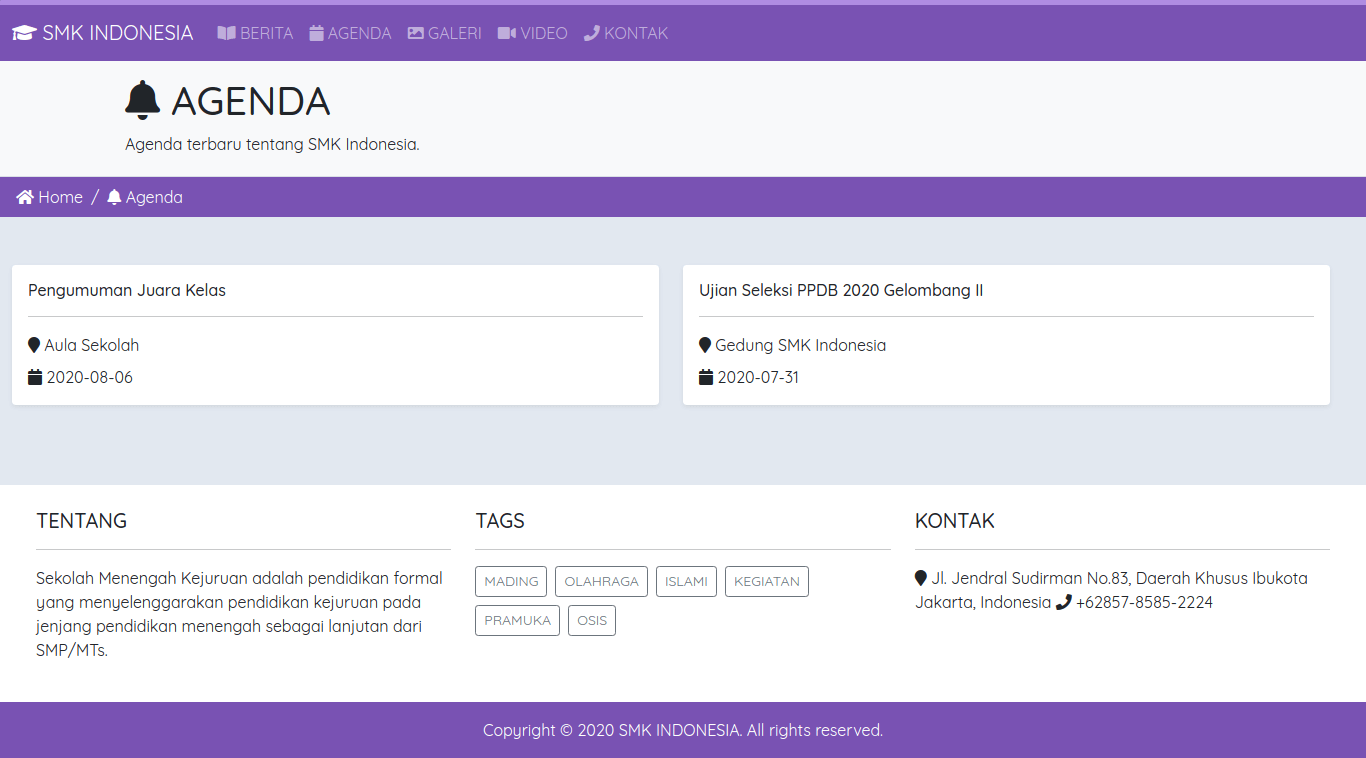 SMK INDONESIA BERITA AGENDA GALERI VIDEO KONTAK
AGENDA
Agenda terbaru tentang SMK Indonesia.
Home / Agenda
Pengumuman Juara Kelas
Aula Sekolah
2020-08-06
Ujian Seleksi PPDB 2020 Gelombang II
Gedung SMK Indonesia
2020-07-31
TENTANG
Sekolah Menengah Kejuruan adalah pendidikan formal
yang menyelenggarakan pendidikan kejuruan pada
jenjang pendidikan menengah sebagai lanjutan dari
SMP/MTs.
TAGS
MADING OLAHRAGA ISLAMI KEGIATAN
PRAMUKA OSIS
KONTAK
Jl. Jendral Sudirman No.83, Daerah Khusus Ibukota
Jakarta, Indonesia +62857-8585-2224
Copyright © 2020 SMK INDONESIA. All rights reserved.